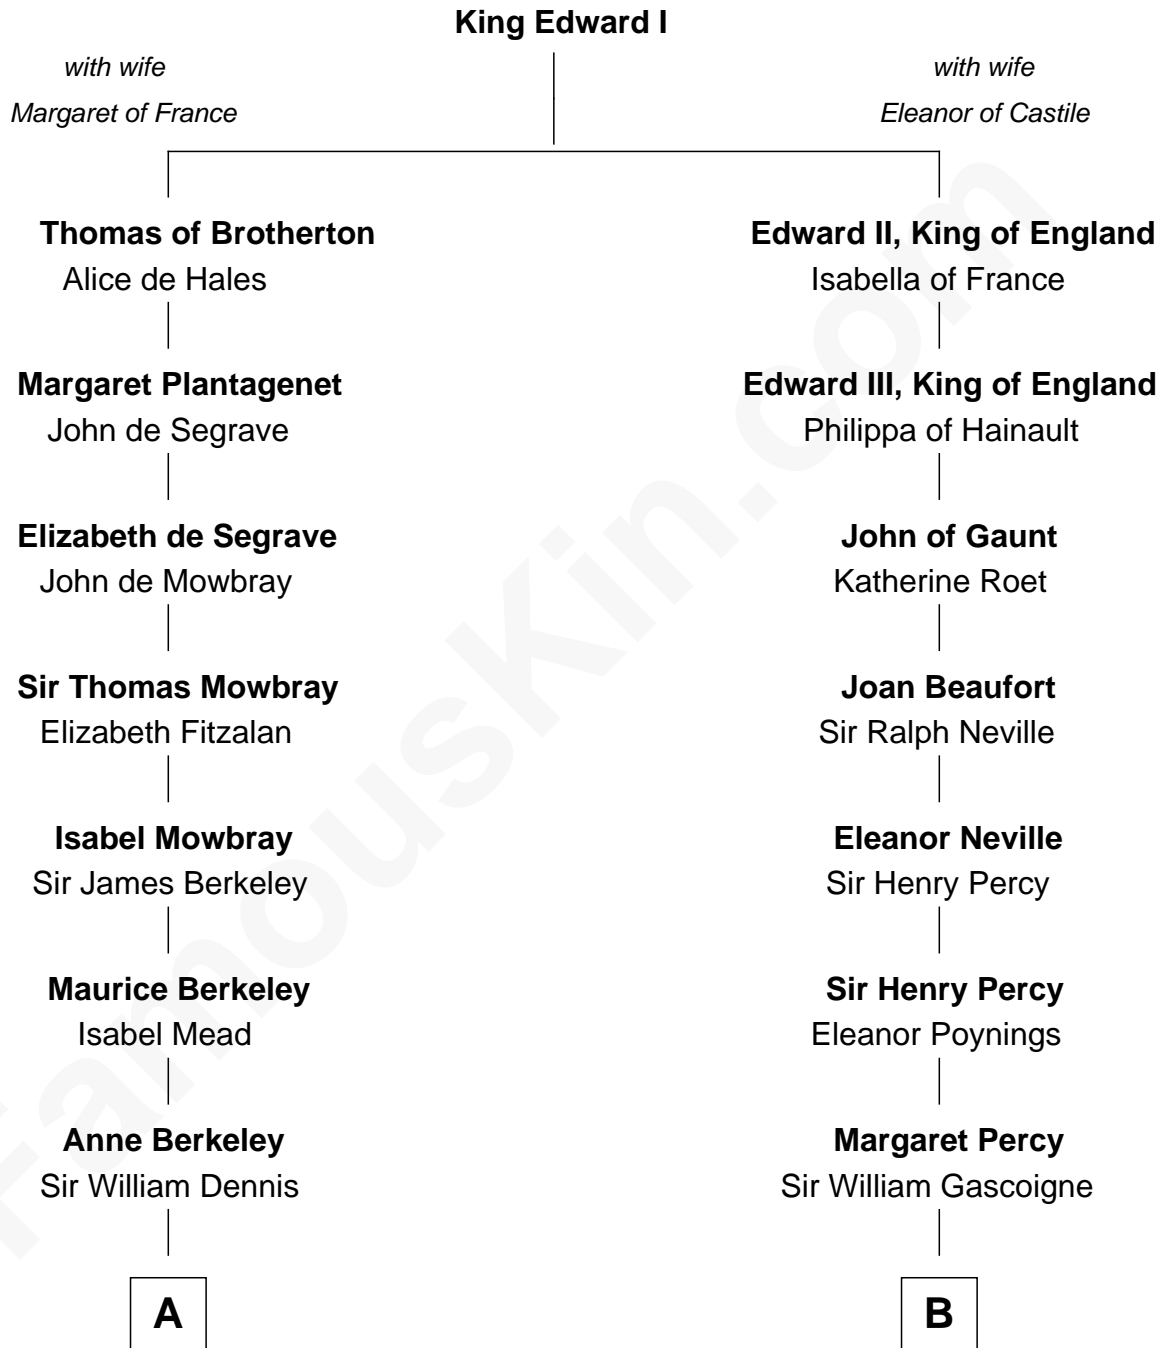 King Edward I
with wife
Margaret of France
with wife
Eleanor of Castile
Thomas of Brotherton
Alice de Hales
Edward II, King of England
Isabella of France
Margaret Plantagenet
John de Segrave
Edward III, King of England
Philippa of Hainault
Elizabeth de Segrave
John de Mowbray
John of Gaunt
Katherine Roet
Sir Thomas Mowbray
Elizabeth Fitzalan
Joan Beaufort
Sir Ralph Neville
Isabel Mowbray
Sir James Berkeley
Eleanor Neville
Sir Henry Percy
Maurice Berkeley
Isabel Mead
Sir Henry Percy
Eleanor Poynings
Anne Berkeley
Sir William Dennis
Margaret Percy
Sir William Gascoigne
A
B
FamousKin.com